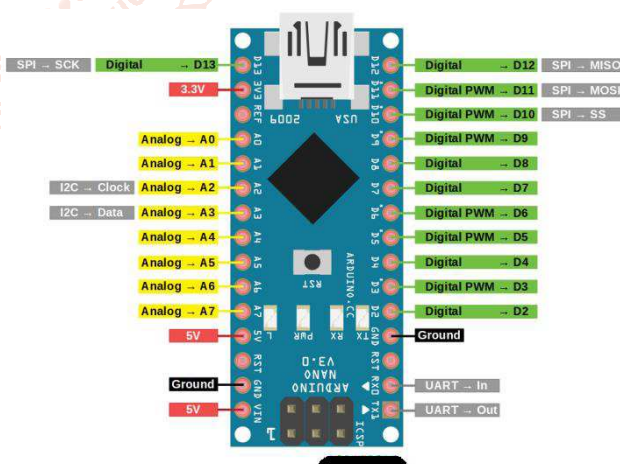 SPI → SCK
Digital → D13
3.3V
Analog → A0
Analog → A1
I2C → Clock
Analog → A2
I2C → Data
Analog → A3
Analog → A4
Analog → A5
Analog → A6
Analog → A7
5V
Ground
5V
D13
3V3
REF
A0
A1
A2
A3
A4
A5
A6
A7
5V
RST
GND
VIN
2009
USA
RST
ARDUINO.CC
L
PWR
RX
TX
ARDUINO
NANO
V3.0
1
ICSP
D12
D11
D10
D9
D8
D7
D6
D5
D4
D3
D2
GND
RST
RX0
TX1
Digital → D12
SPI → MISO
Digital PWM → D11
SPI → MOSI
Digital PWM → D10
SPI → SS
Digital PWM → D9
Digital → D8
Digital → D7
Digital PWM → D6
Digital PWM → D5
Digital → D4
Digital PWM → D3
Digital → D2
Ground
UART → In
UART → Out